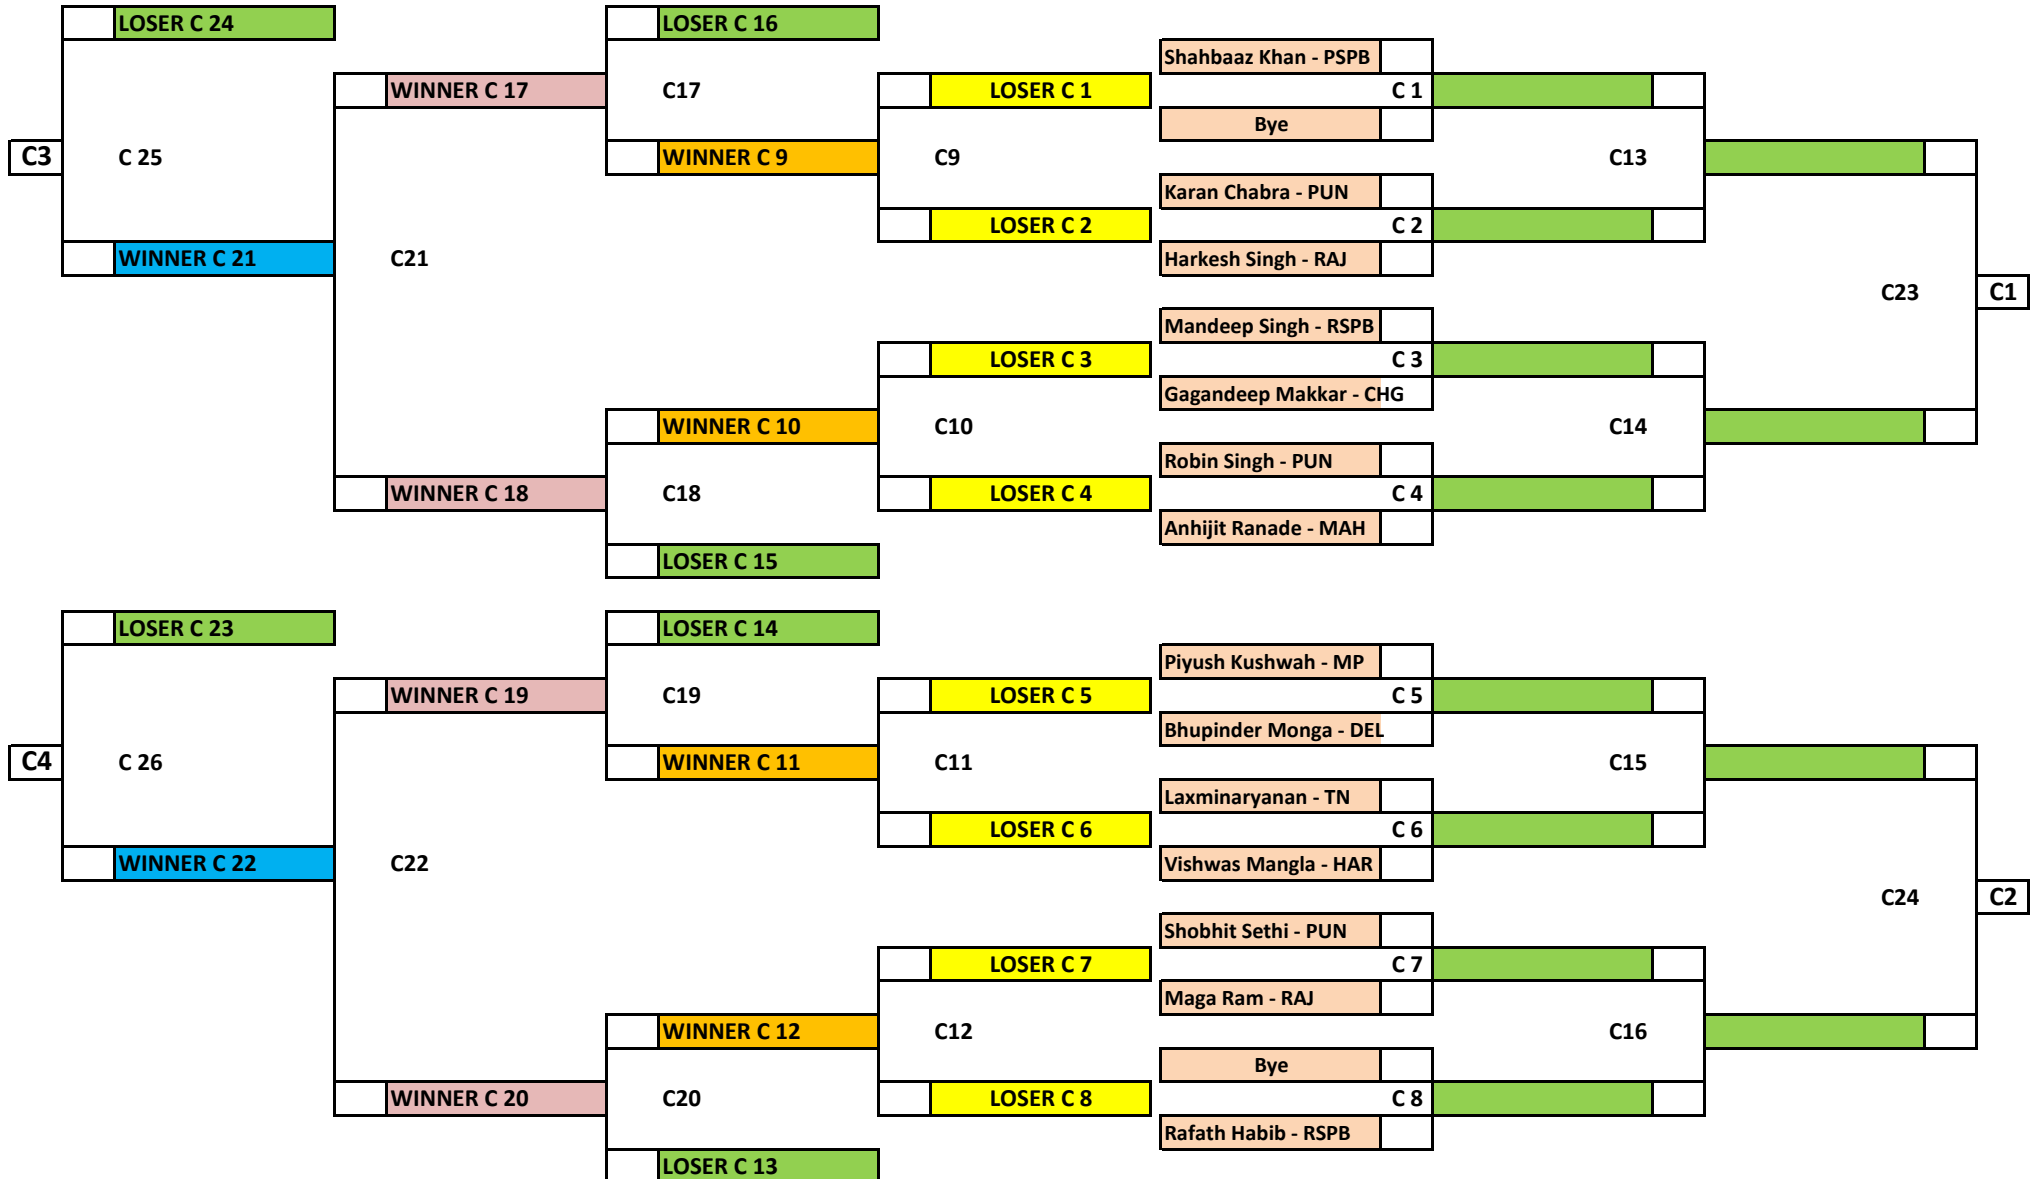 LOSER C 24
LOSER C 16
Shahbaaz Khan - PSPB
WINNER C 17
C17
LOSER C 1
C 1
Bye
C3
C 25
WINNER C 9
C9
C13
Karan Chabra - PUN
LOSER C 2
C 2
WINNER C 21
C21
Harkesh Singh - RAJ
C23
C1
Mandeep Singh - RSPB
LOSER C 3
C 3
Gagandeep Makkar - CHG
WINNER C 10
C10
C14
Robin Singh - PUN
WINNER C 18
C18
LOSER C 4
C 4
Anhijit Ranade - MAH
LOSER C 15
LOSER C 23
LOSER C 14
Piyush Kushwah - MP
WINNER C 19
C19
LOSER C 5
C 5
Bhupinder Monga - DEL
C4
C 26
WINNER C 11
C11
C15
Laxminaryanan - TN
LOSER C 6
C 6
WINNER C 22
C22
Vishwas Mangla - HAR
C24
C2
Shobhit Sethi - PUN
LOSER C 7
C 7
Maga Ram - RAJ
WINNER C 12
C12
C16
Bye
WINNER C 20
C20
LOSER C 8
C 8
Rafath Habib - RSPB
LOSER C 13